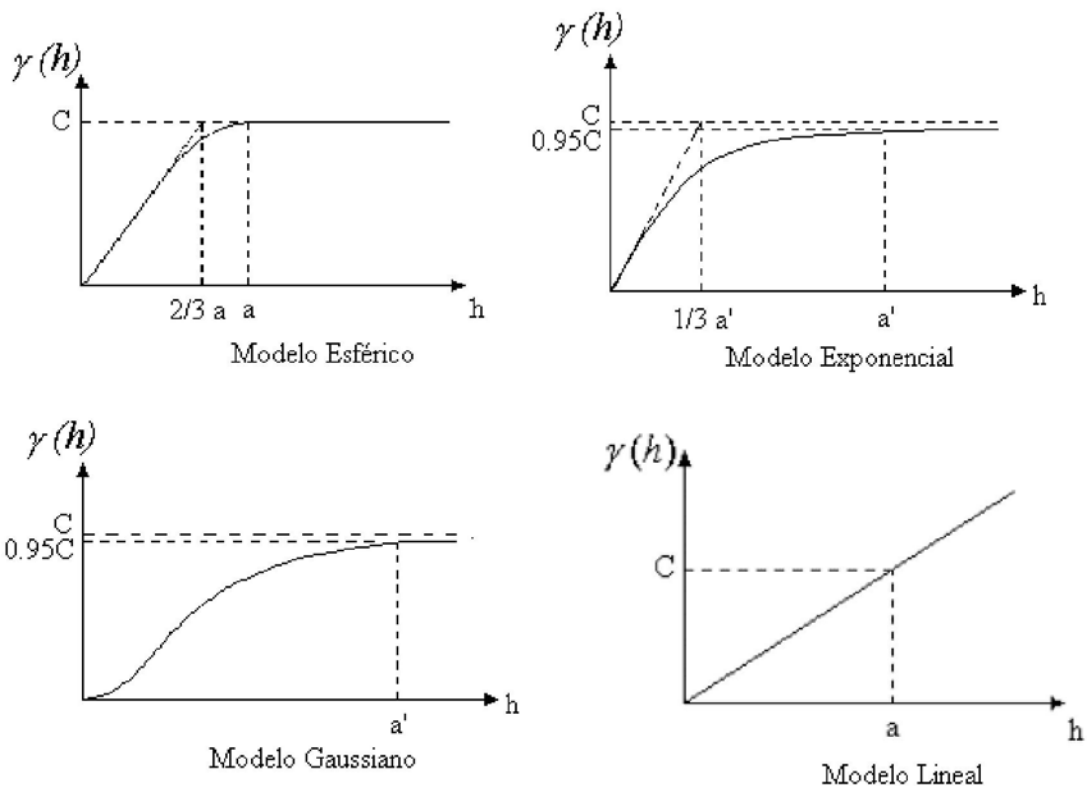 γ (h)
C
2/3 a
a
h
Modelo Esférico
γ (h)
C
0.95C
1/3 a'
a'
h
Modelo Exponencial
γ (h)
C
0.95C
a'
h
Modelo Gaussiano
γ (h)
C
a
h
Modelo Lineal